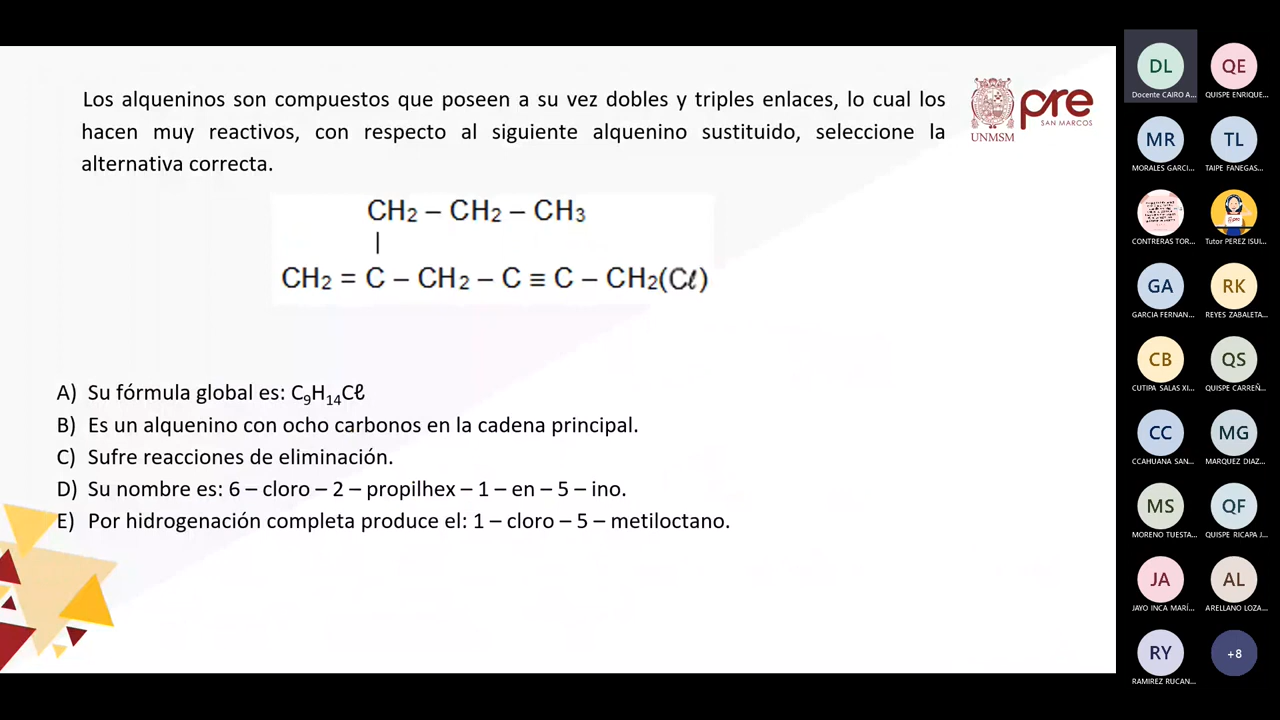 Los alqueninos son compuestos que poseen a su vez dobles y triples enlaces, lo cual los
hacen muy reactivos, con respecto al siguiente alquenino sustituido, seleccione la
alternativa correcta.
UNMSM
pre
SAN MARCOS
CH₂ – CH₂ – CH₃
|
CH₂ = C – CH₂ – C ≡ C – CH₂(Cℓ)
A) Su fórmula global es: C₉H₁₄Cℓ
B) Es un alquenino con ocho carbonos en la cadena principal.
C) Sufre reacciones de eliminación.
D) Su nombre es: 6 – cloro – 2 – propilhex – 1 – en – 5 – ino.
E) Por hidrogenación completa produce el: 1 – cloro – 5 – metiloctano.
DL
Docente CAIRO A...
QE
QUISPE ENRIQUE...
MR
MORALES GARCI...
TL
TAIPE FANEGAS...
CONTRERAS TOR...
Tutor PEREZ ISUI...
GA
GARCIA FERNAN...
RK
REYES ZABALETA...
CB
CUTIPA SALAS XI...
QS
QUISPE CARREÑ...
CC
CCAHUANA SAN...
MG
MARQUEZ DIAZ...
MS
MORENO TUESTA...
QF
QUISPE RICAPA J...
JA
JAYO INCA MARÍ...
AL
ARELLANO LOZA...
RY
RAMIREZ RUCAN...
+8